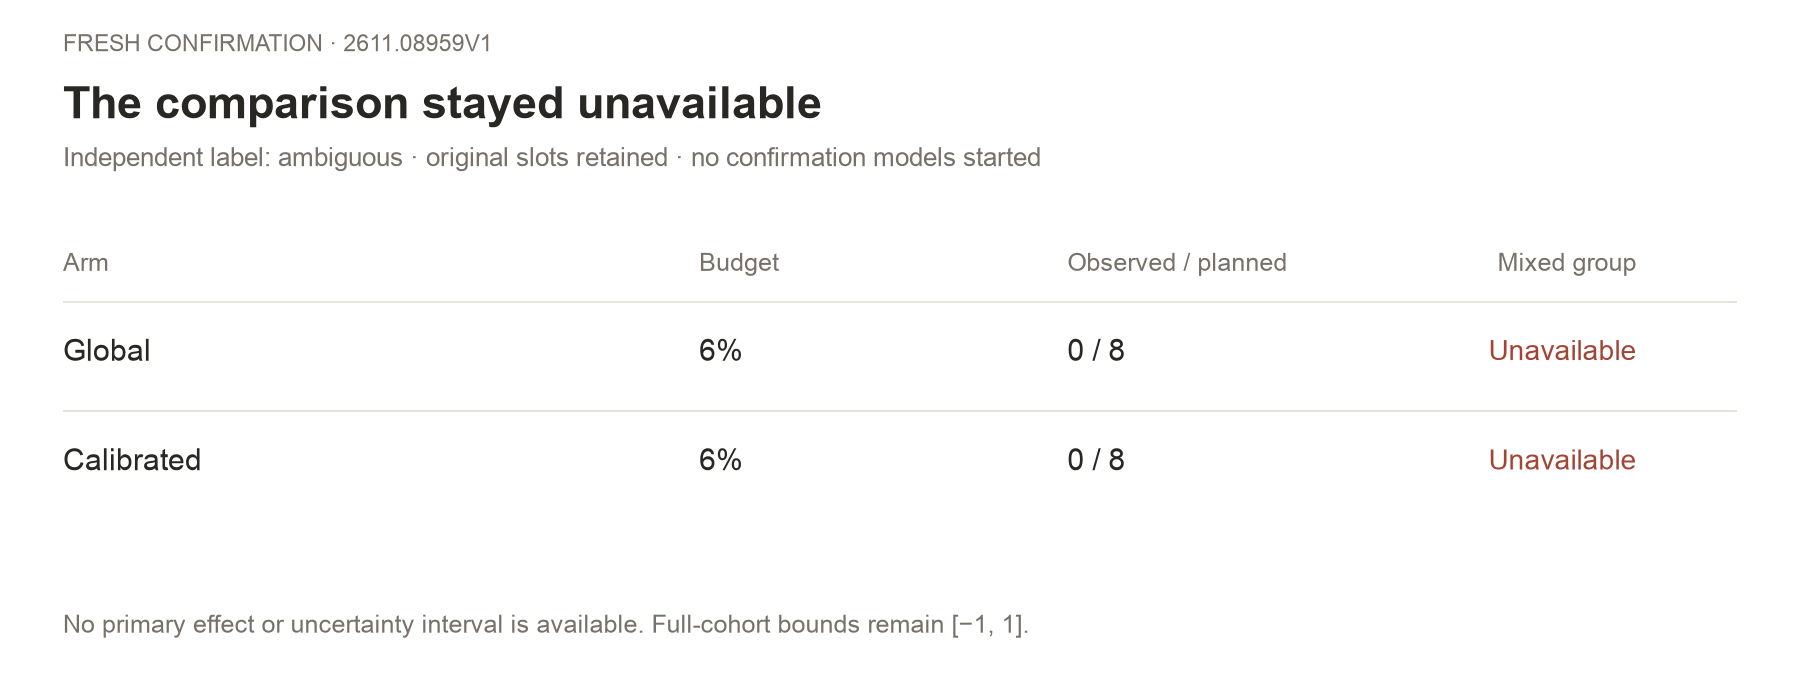 FRESH CONFIRMATION · 2611.08959V1
The comparison stayed unavailable
Independent label: ambiguous · original slots retained · no confirmation models started
Arm Budget Observed / planned Mixed group
Global 6% 0 / 8 Unavailable
Calibrated 6% 0 / 8 Unavailable
No primary effect or uncertainty interval is available. Full-cohort bounds remain [−1, 1].